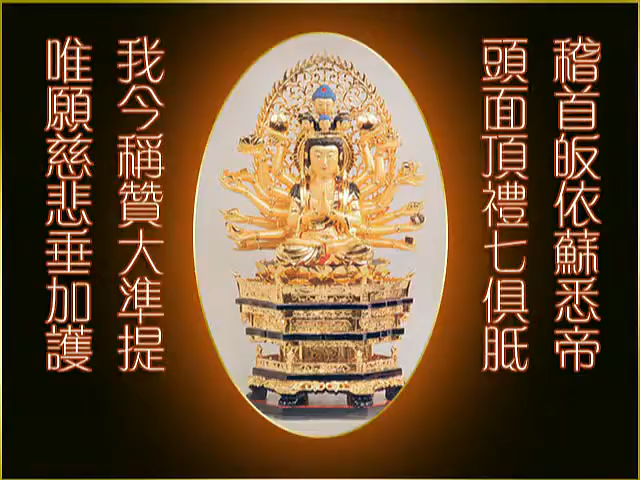 稽首皈依蘇悉帝
頭面頂禮七俱胝
我今稱贊大準提
唯願慈悲垂加護